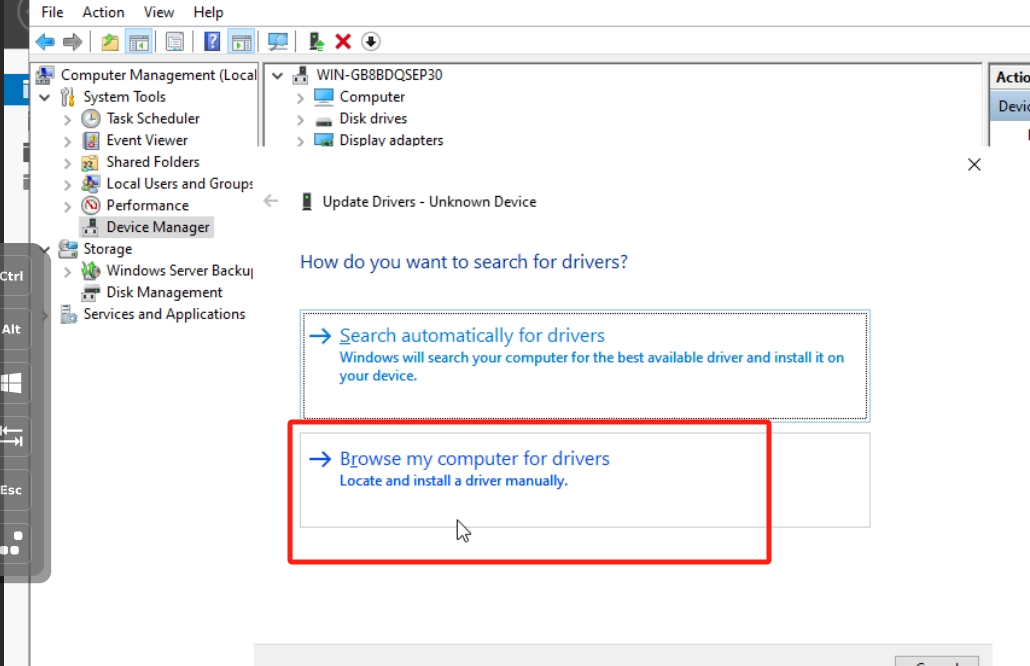 File Action View Help
Computer Management (Local
System Tools
Task Scheduler
Event Viewer
Shared Folders
Local Users and Groups
Performance
Device Manager
Storage
Windows Server Backup
Disk Management
Services and Applications
WIN-GB8BDQSEP30
Computer
Disk drives
Display adapters
Actio
Devic
Update Drivers - Unknown Device
How do you want to search for drivers?
Search automatically for drivers
Windows will search your computer for the best available driver and install it on
your device.
Browse my computer for drivers
Locate and install a driver manually.
Ctrl
Alt
Esc